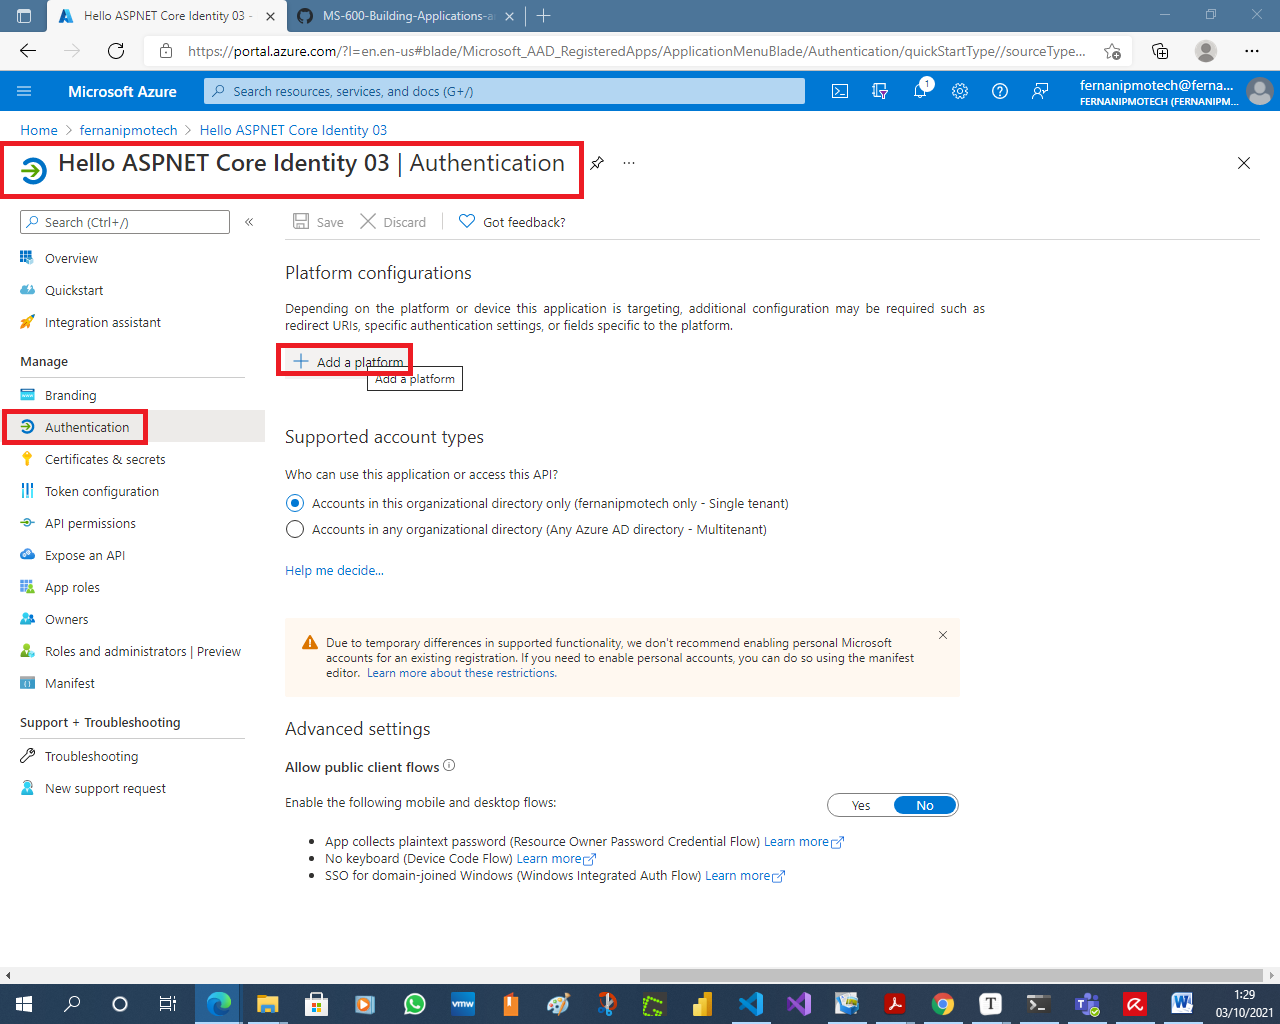 Hello ASPNET Core Identity 03 -
MS-600-Building-Applications-a
https://portal.azure.com/?l=en.en-us#blade/Microsoft_AAD_RegisteredApps/ApplicationMenuBlade/Authentication/quickStartType//sourceType...
Microsoft Azure
Search resources, services, and docs (G+/)
1
fernanipmotech@ferna...
FERNANIPMOTECH (FERNANIPM...
Home > fernanipmotech > Hello ASPNET Core Identity 03
Hello ASPNET Core Identity 03 | Authentication
Search (Ctrl+/)
Save
Discard
Got feedback?
Overview
Quickstart
Integration assistant
Manage
Branding
Authentication
Certificates & secrets
Token configuration
API permissions
Expose an API
App roles
Owners
Roles and administrators | Preview
Manifest
Support + Troubleshooting
Troubleshooting
New support request
Platform configurations
Depending on the platform or device this application is targeting, additional configuration may be required such as
redirect URIs, specific authentication settings, or fields specific to the platform.
Add a platform
Add a platform
Supported account types
Who can use this application or access this API?
Accounts in this organizational directory only (fernanipmotech only - Single tenant)
Accounts in any organizational directory (Any Azure AD directory - Multitenant)
Help me decide...
Due to temporary differences in supported functionality, we don't recommend enabling personal Microsoft
accounts for an existing registration. If you need to enable personal accounts, you can do so using the manifest
editor. Learn more about these restrictions.
Advanced settings
Allow public client flows
Enable the following mobile and desktop flows:
Yes
No
App collects plaintext password (Resource Owner Password Credential Flow) Learn more
No keyboard (Device Code Flow) Learn more
SSO for domain-joined Windows (Windows Integrated Auth Flow) Learn more
vmw
T
W
1:29
03/10/2021